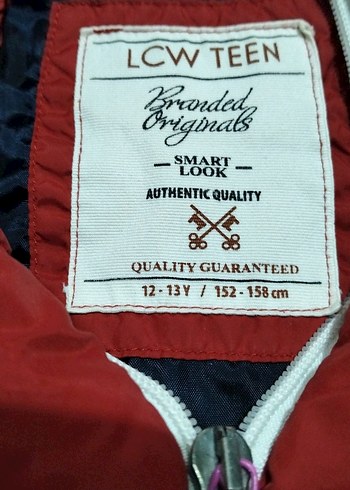 LCW TEEN
Branded
Originals
SMART
LOOK
AUTHENTIC QUALITY
QUALITY GUARANTEED
12 - 13 Y / 152 - 158 cm